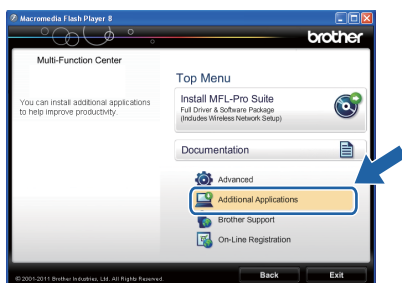 Macromedia Flash Player 8
brother
Multi-Function Center
You can install additional applications
to help improve productivity.
Top Menu
Install MFL-Pro Suite
Full Driver & Software Package
(Includes Wireless Network Setup)
Documentation
Advanced
Additional Applications
Brother Support
On-Line Registration
© 2001-2011 Brother Industries, Ltd. All Rights Reserved.
Back
Exit